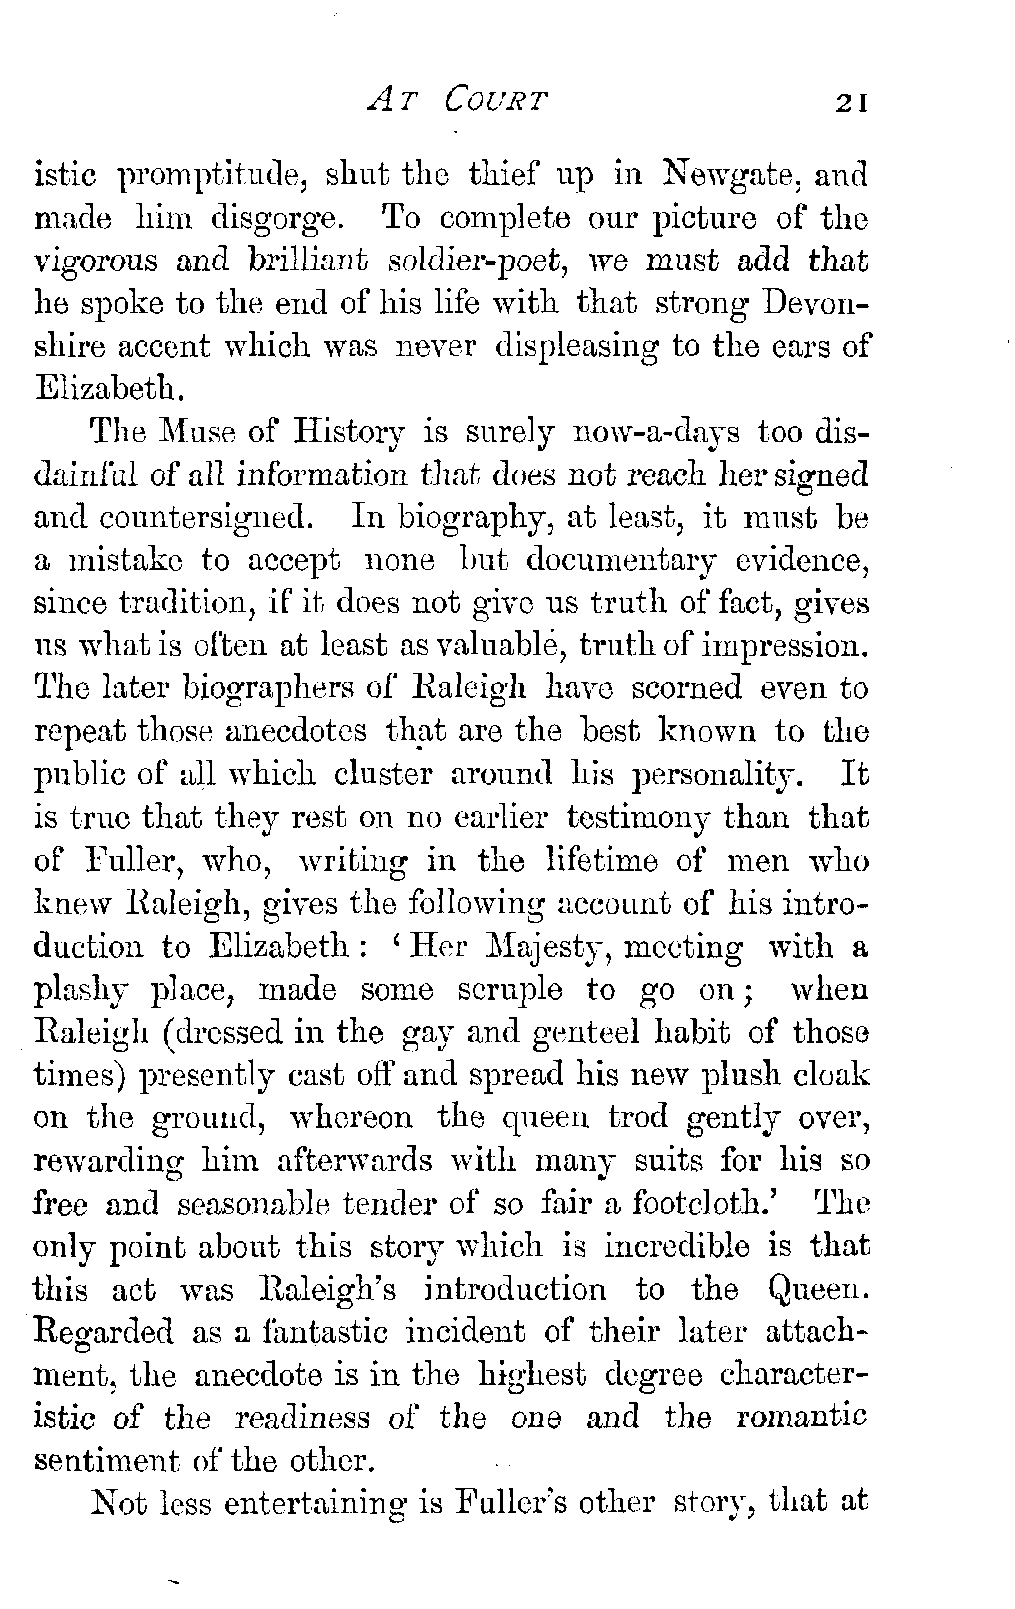 AT COURT 21
istic promptitude, shut the thief up in Newgate, and
made him disgorge. To complete our picture of the
vigorous and brilliant soldier-poet, we must add that
he spoke to the end of his life with that strong Devon-
shire accent which was never displeasing to the ears of
Elizabeth.
The Muse of History is surely now-a-days too dis-
dainful of all information that does not reach her signed
and countersigned. In biography, at least, it must be
a mistake to accept none but documentary evidence,
since tradition, if it does not give us truth of fact, gives
us what is often at least as valuable, truth of impression.
The later biographers of Raleigh have scorned even to
repeat those anecdotes that are the best known to the
public of all which cluster around his personality. It
is true that they rest on no earlier testimony than that
of Fuller, who, writing in the lifetime of men who
knew Raleigh, gives the following account of his intro-
duction to Elizabeth: ‘Her Majesty, meeting with a
plashy place, made some scruple to go on; when
Raleigh (dressed in the gay and genteel habit of those
times) presently cast off and spread his new plush cloak
on the ground, whereon the queen trod gently over,
rewarding him afterwards with many suits for his so
free and seasonable tender of so fair a footcloth.’ The
only point about this story which is incredible is that
this act was Raleigh's introduction to the Queen.
Regarded as a fantastic incident of their later attach-
ment, the anecdote is in the highest degree character-
istic of the readiness of the one and the romantic
sentiment of the other.
Not less entertaining is Fuller's other story, that at